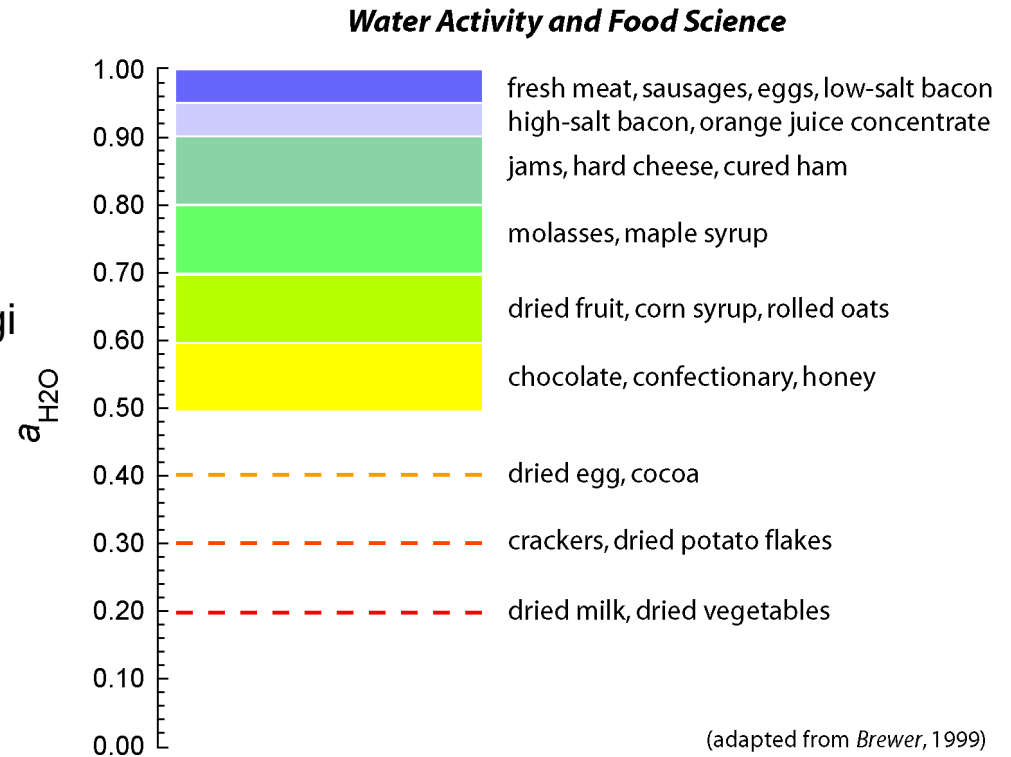 Water Activity and Food Science
1.00
fresh meat, sausages, eggs, low-salt bacon
high-salt bacon, orange juice concentrate
0.90
jams, hard cheese, cured ham
0.80
molasses, maple syrup
0.70
dried fruit, corn syrup, rolled oats
gi
0.60
chocolate, confectionary, honey
aH2O
0.50
0.40
dried egg, cocoa
0.30
crackers, dried potato flakes
0.20
dried milk, dried vegetables
0.10
0.00
(adapted from Brewer, 1999)